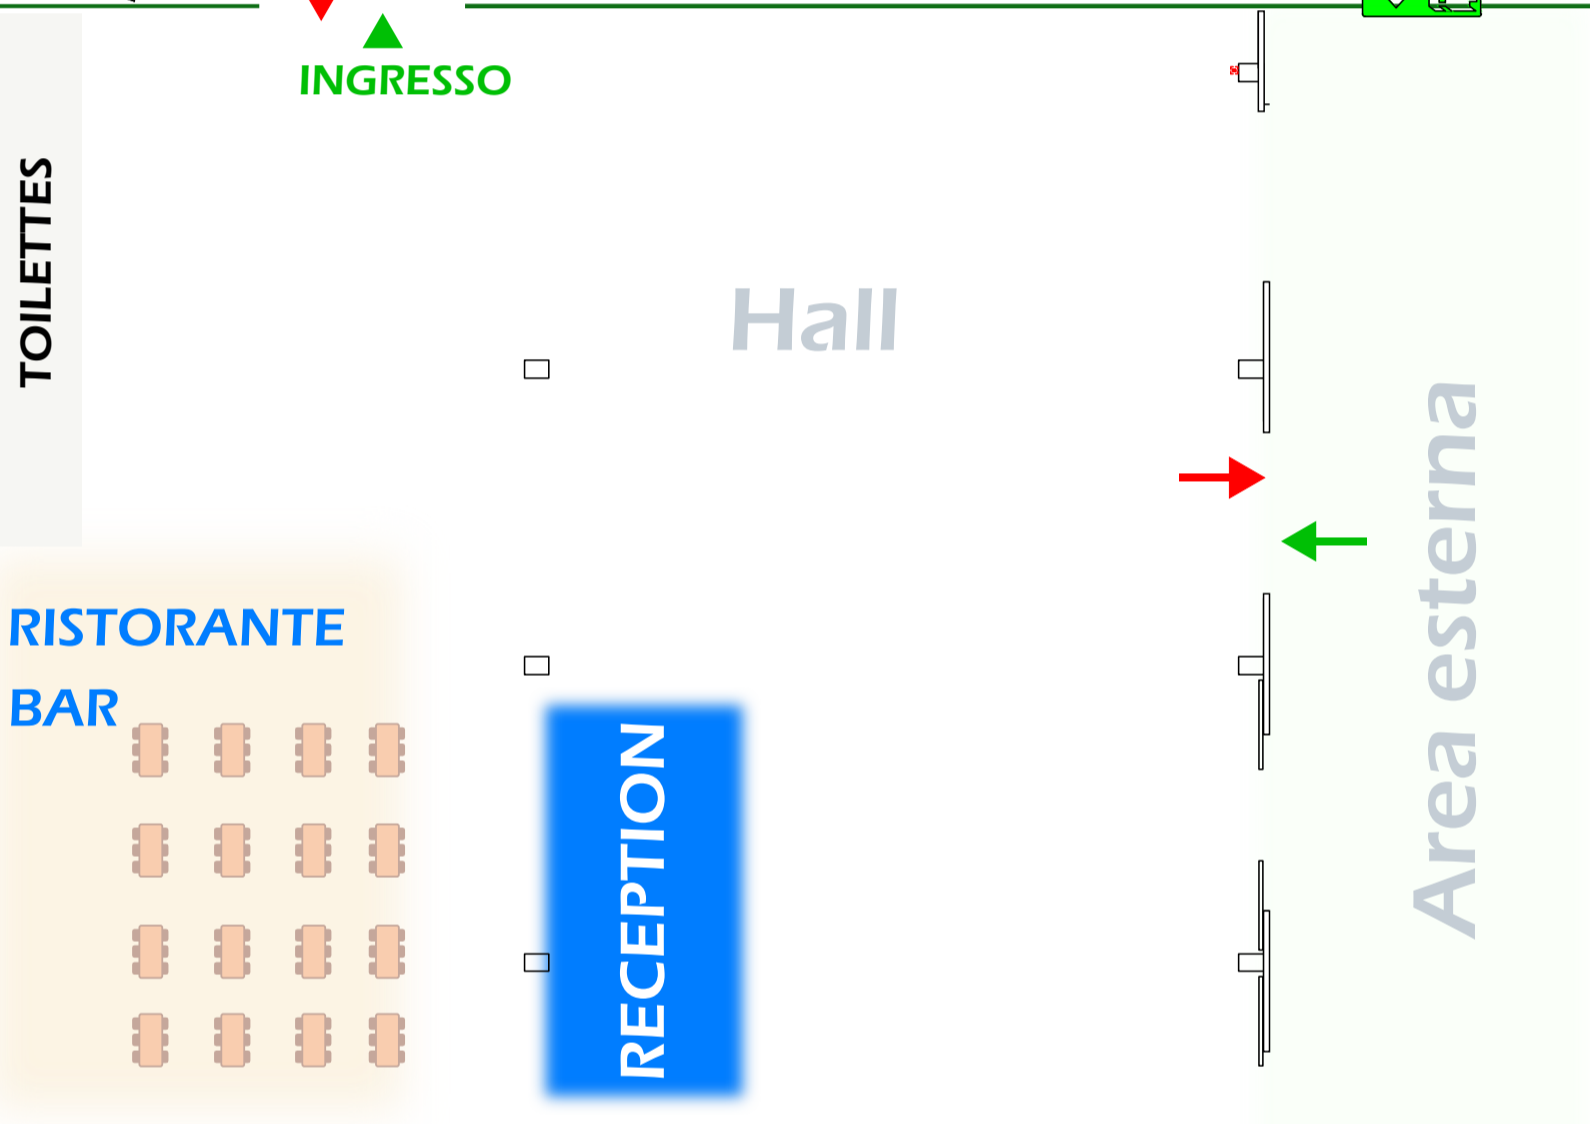 INGRESSO
TOILETTES
Hall
Area esterna
RISTORANTE
BAR
RECEPTION